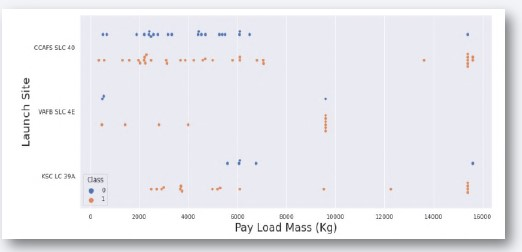 CCAFS SLC 40
VAFB SLC 4E
KSC LC 39A
Launch Site
Class
0
1
0 2000 4000 6000 8000 10000 12000 14000 16000
Pay Load Mass (Kg)